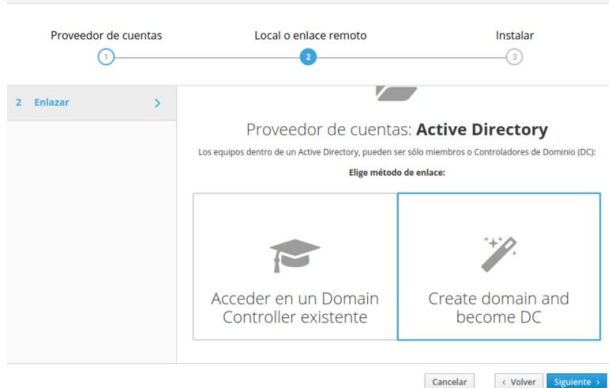 Proveedor de cuentas
Local o enlace remoto
Instalar
1
2
3
2 Enlazar
Proveedor de cuentas: Active Directory
Los equipos dentro de un Active Directory, pueden ser sólo miembros o Controladores de Dominio (DC):
Elige método de enlace:
Acceder en un Domain
Controller existente
Create domain and
become DC
Cancelar
< Volver
Siguiente >